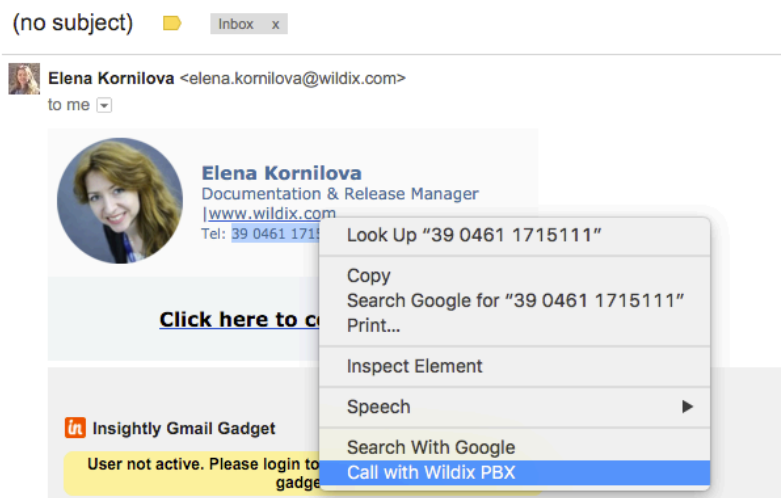 (no subject) Inbox x
Elena Kornilova <elena.kornilova@wildix.com>
to me
Elena Kornilova
Documentation & Release Manager
|www.wildix.com
Tel: 39 0461 1715
Look Up “39 0461 1715111”
Copy
Search Google for “39 0461 1715111”
Print...
Click here to c
Inspect Element
Speech
in Insightly Gmail Gadget
Search With Google
User not active. Please login to
Call with Wildix PBX
gadge